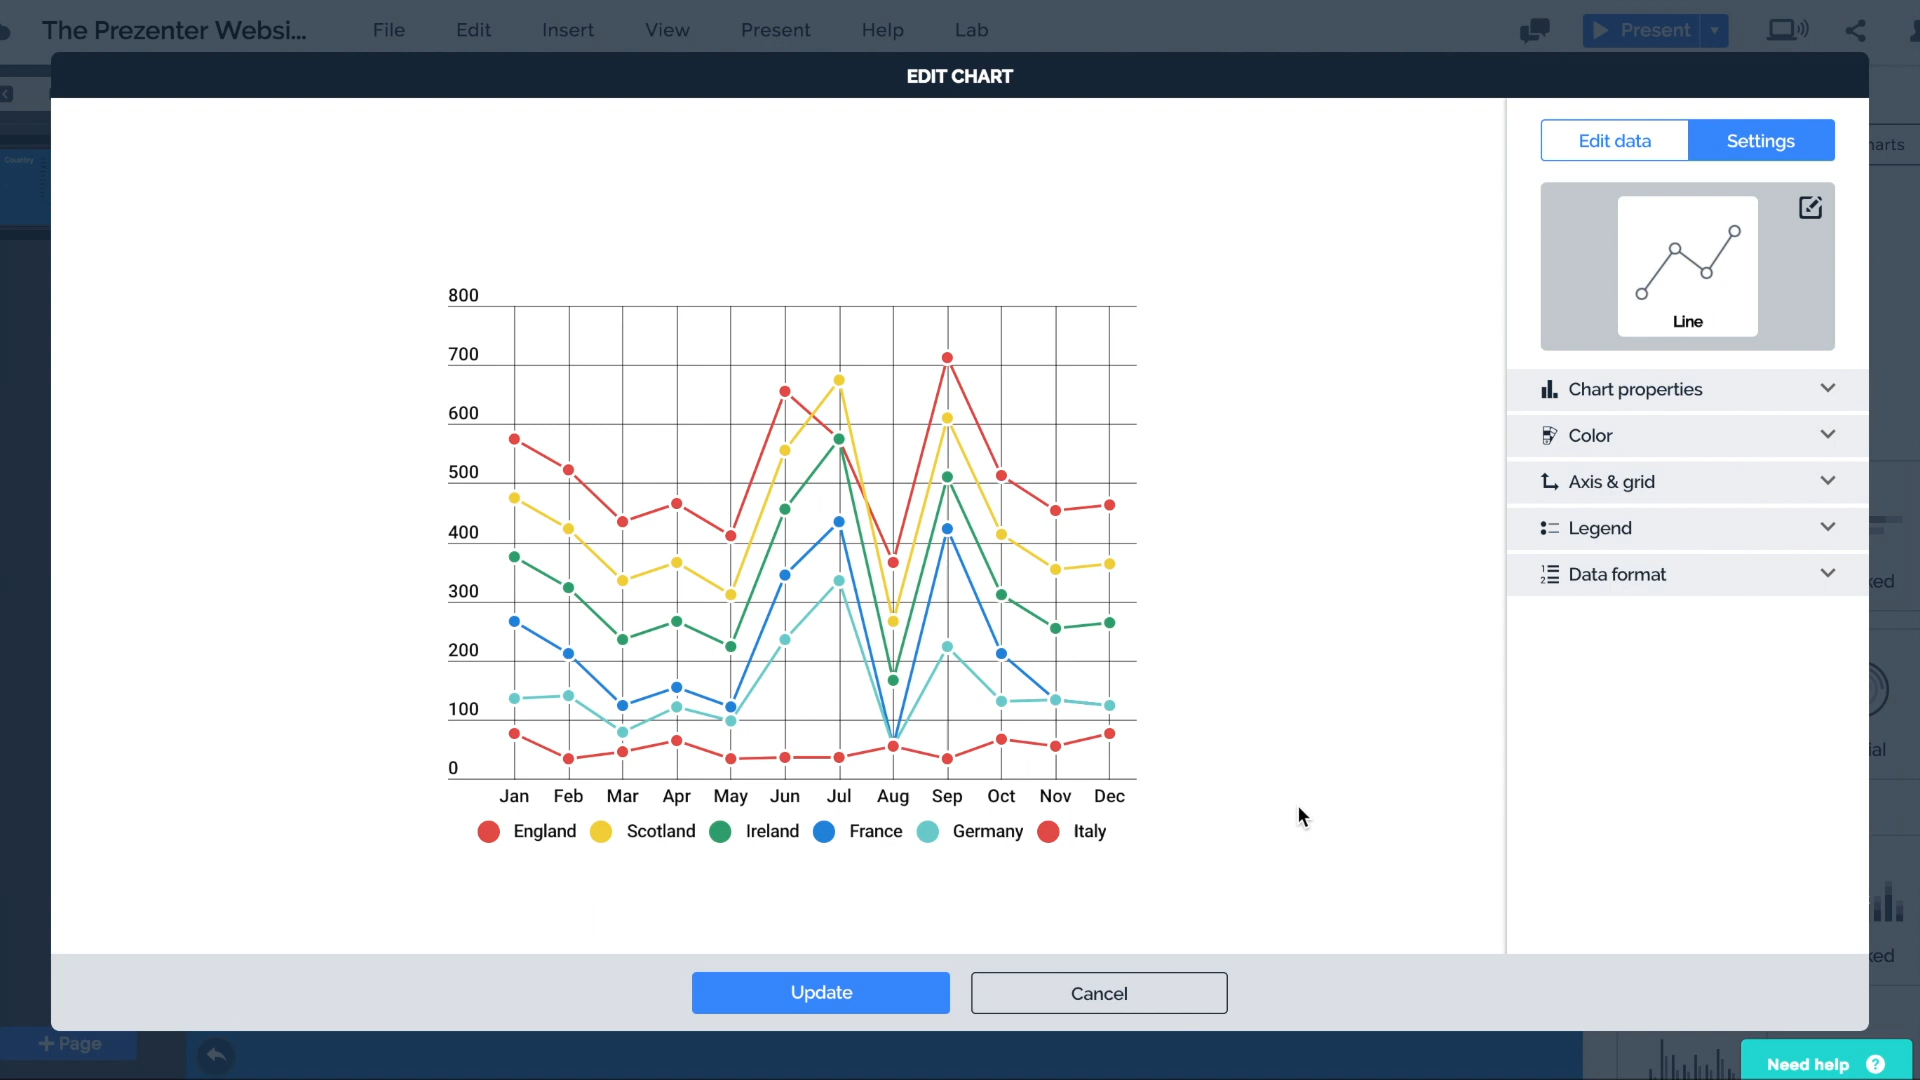 The Prezenter Websi... File Edit Insert View Present Help Lab Present
EDIT CHART
Edit data Settings
Country
Line
Chart properties
Color
Axis & grid
Legend
Data format
800
700
600
500
400
300
200
100
0
Jan Feb Mar Apr May Jun Jul Aug Sep Oct Nov Dec
England Scotland Ireland France Germany Italy
Update Cancel
+ Page
Need help ?